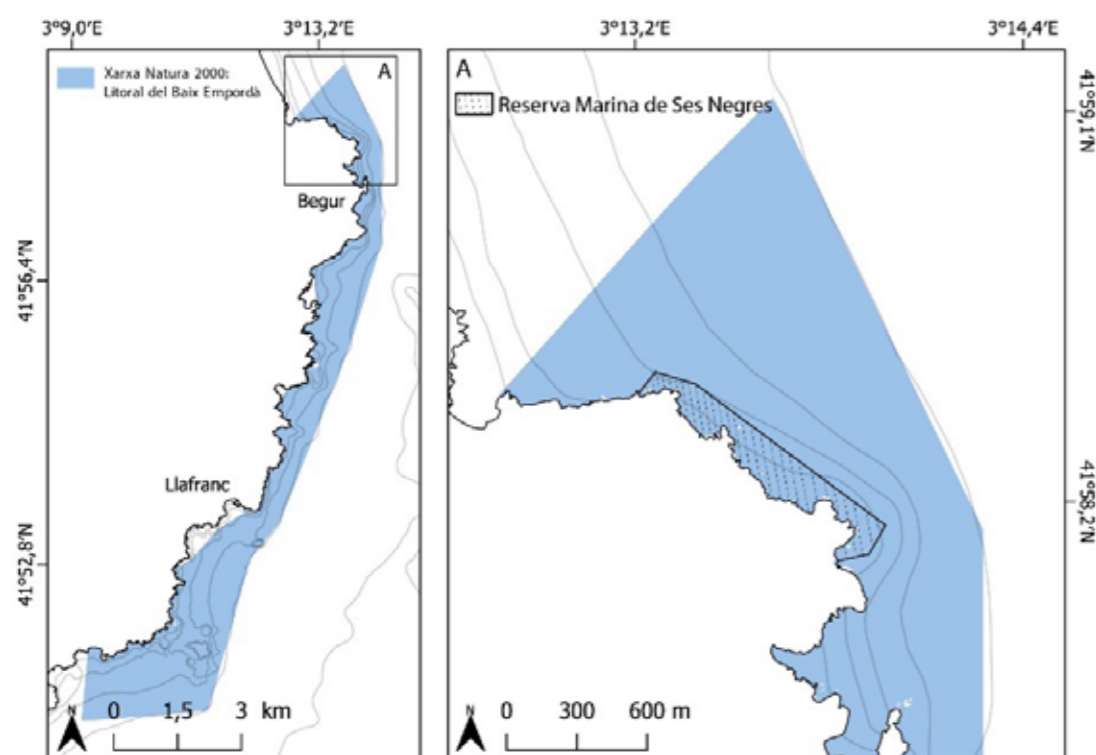 3°9,0′E
3°13,2′E
Xarxa Natura 2000:
Litoral del Baix Empordà
A
Begur
41°56,4′N
Llafranc
41°52,8′N
N
0 1,5 3 km
3°13,2′E
3°14,4′E
A
Reserva Marina de Ses Negres
41°59,1′N
41°58,2′N
N
0 300 600 m